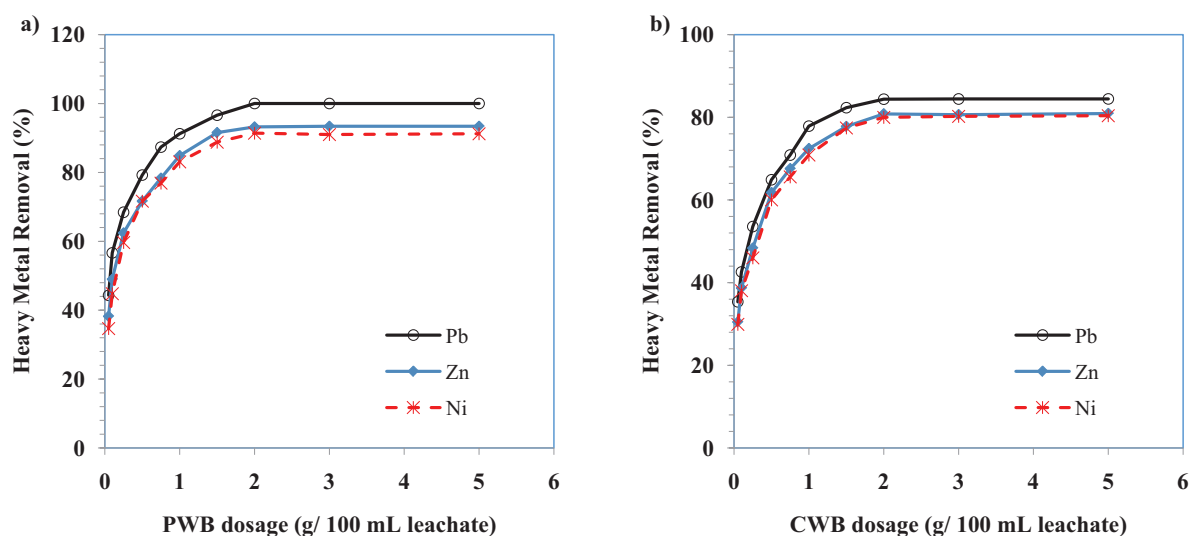 a)
Heavy Metal Removal (%)
120
100
80
60
40
20
0
Pb
Zn
Ni
0 1 2 3 4 5 6
PWB dosage (g/ 100 mL leachate)
b)
Heavy Metal Removal (%)
100
80
60
40
20
0
Pb
Zn
Ni
0 1 2 3 4 5 6
CWB dosage (g/ 100 mL leachate)